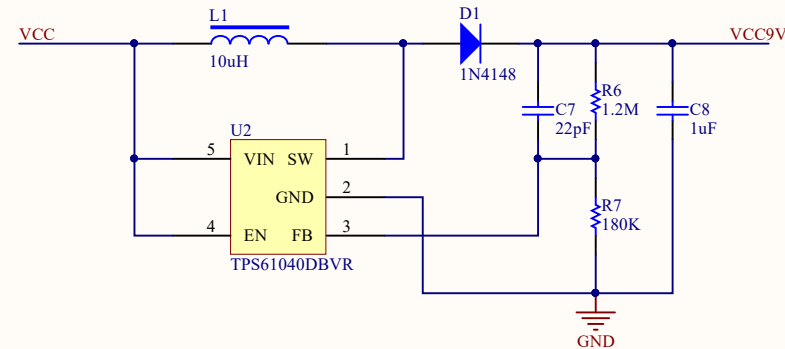 L1
D1
VCC
VCC9V
10uH
1N4148
R6
1.2M
C7
22pF
C8
1uF
U2
5
VIN
SW
1
GND
2
4
EN
FB
3
R7
180K
TPS61040DBVR
GND